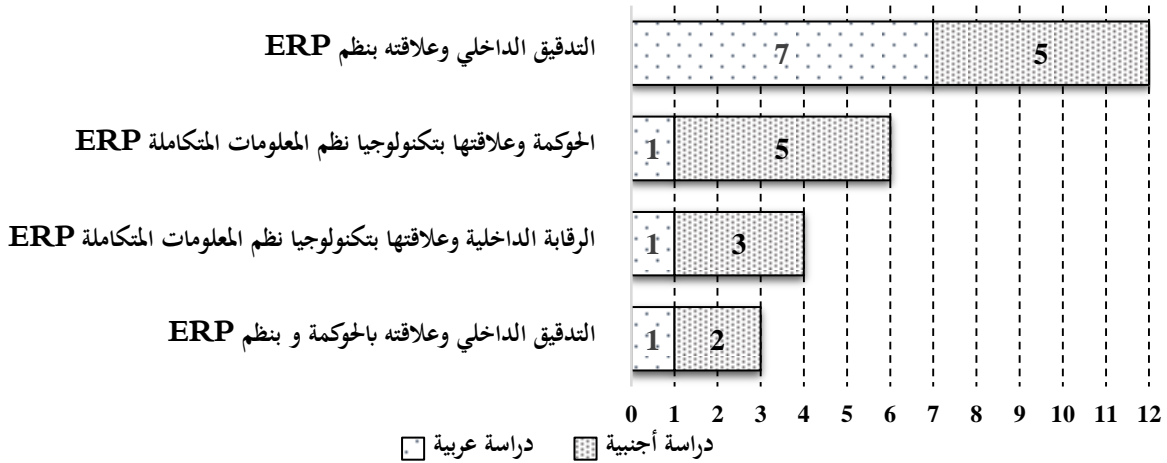 التدقيق الداخلي وعلاقته بنظم ERP
7 5
الحوكمة وعلاقتها بتكنولوجيا نظم المعلومات المتكاملة ERP
1 5
الرقابة الداخلية وعلاقتها بتكنولوجيا نظم المعلومات المتكاملة ERP
1 3
التدقيق الداخلي وعلاقته بالحوكمة و بنظم ERP
1 2
0 1 2 3 4 5 6 7 8 9 10 11 12
دراسة أجنبية دراسة عربية